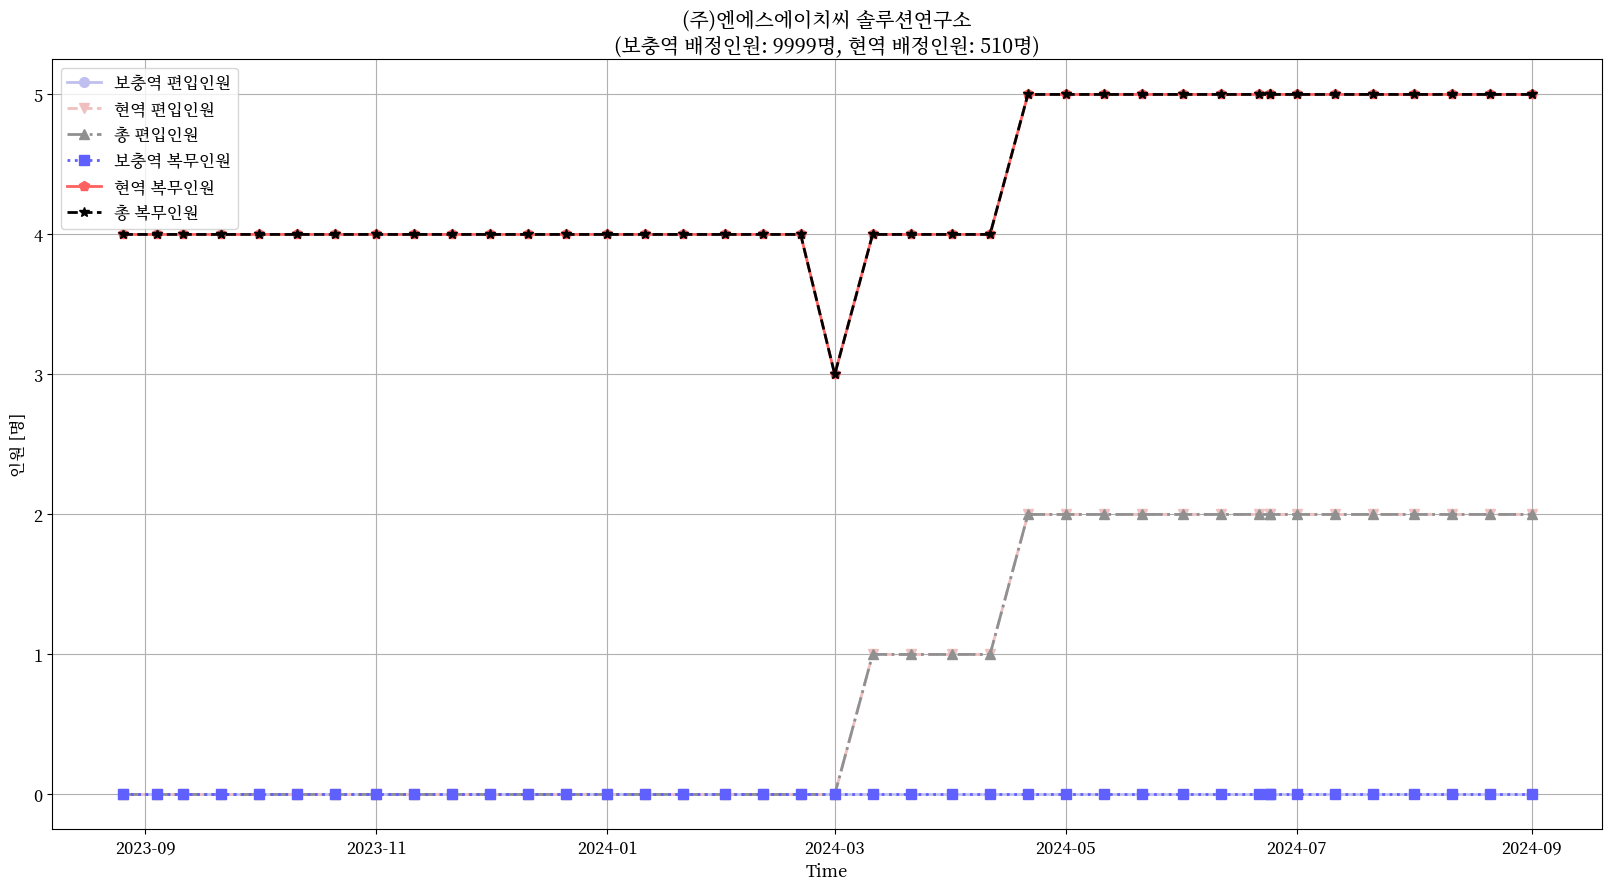 (주)엔에스에이치씨 솔루션연구소
(보충역 배정인원: 9999명, 현역 배정인원: 510명)
보충역 편입인원
현역 편입인원
총 편입인원
보충역 복무인원
현역 복무인원
총 복무인원
5
4
3
2
1
0
인원 [명]
2023-09
2023-11
2024-01
2024-03
2024-05
2024-07
2024-09
Time